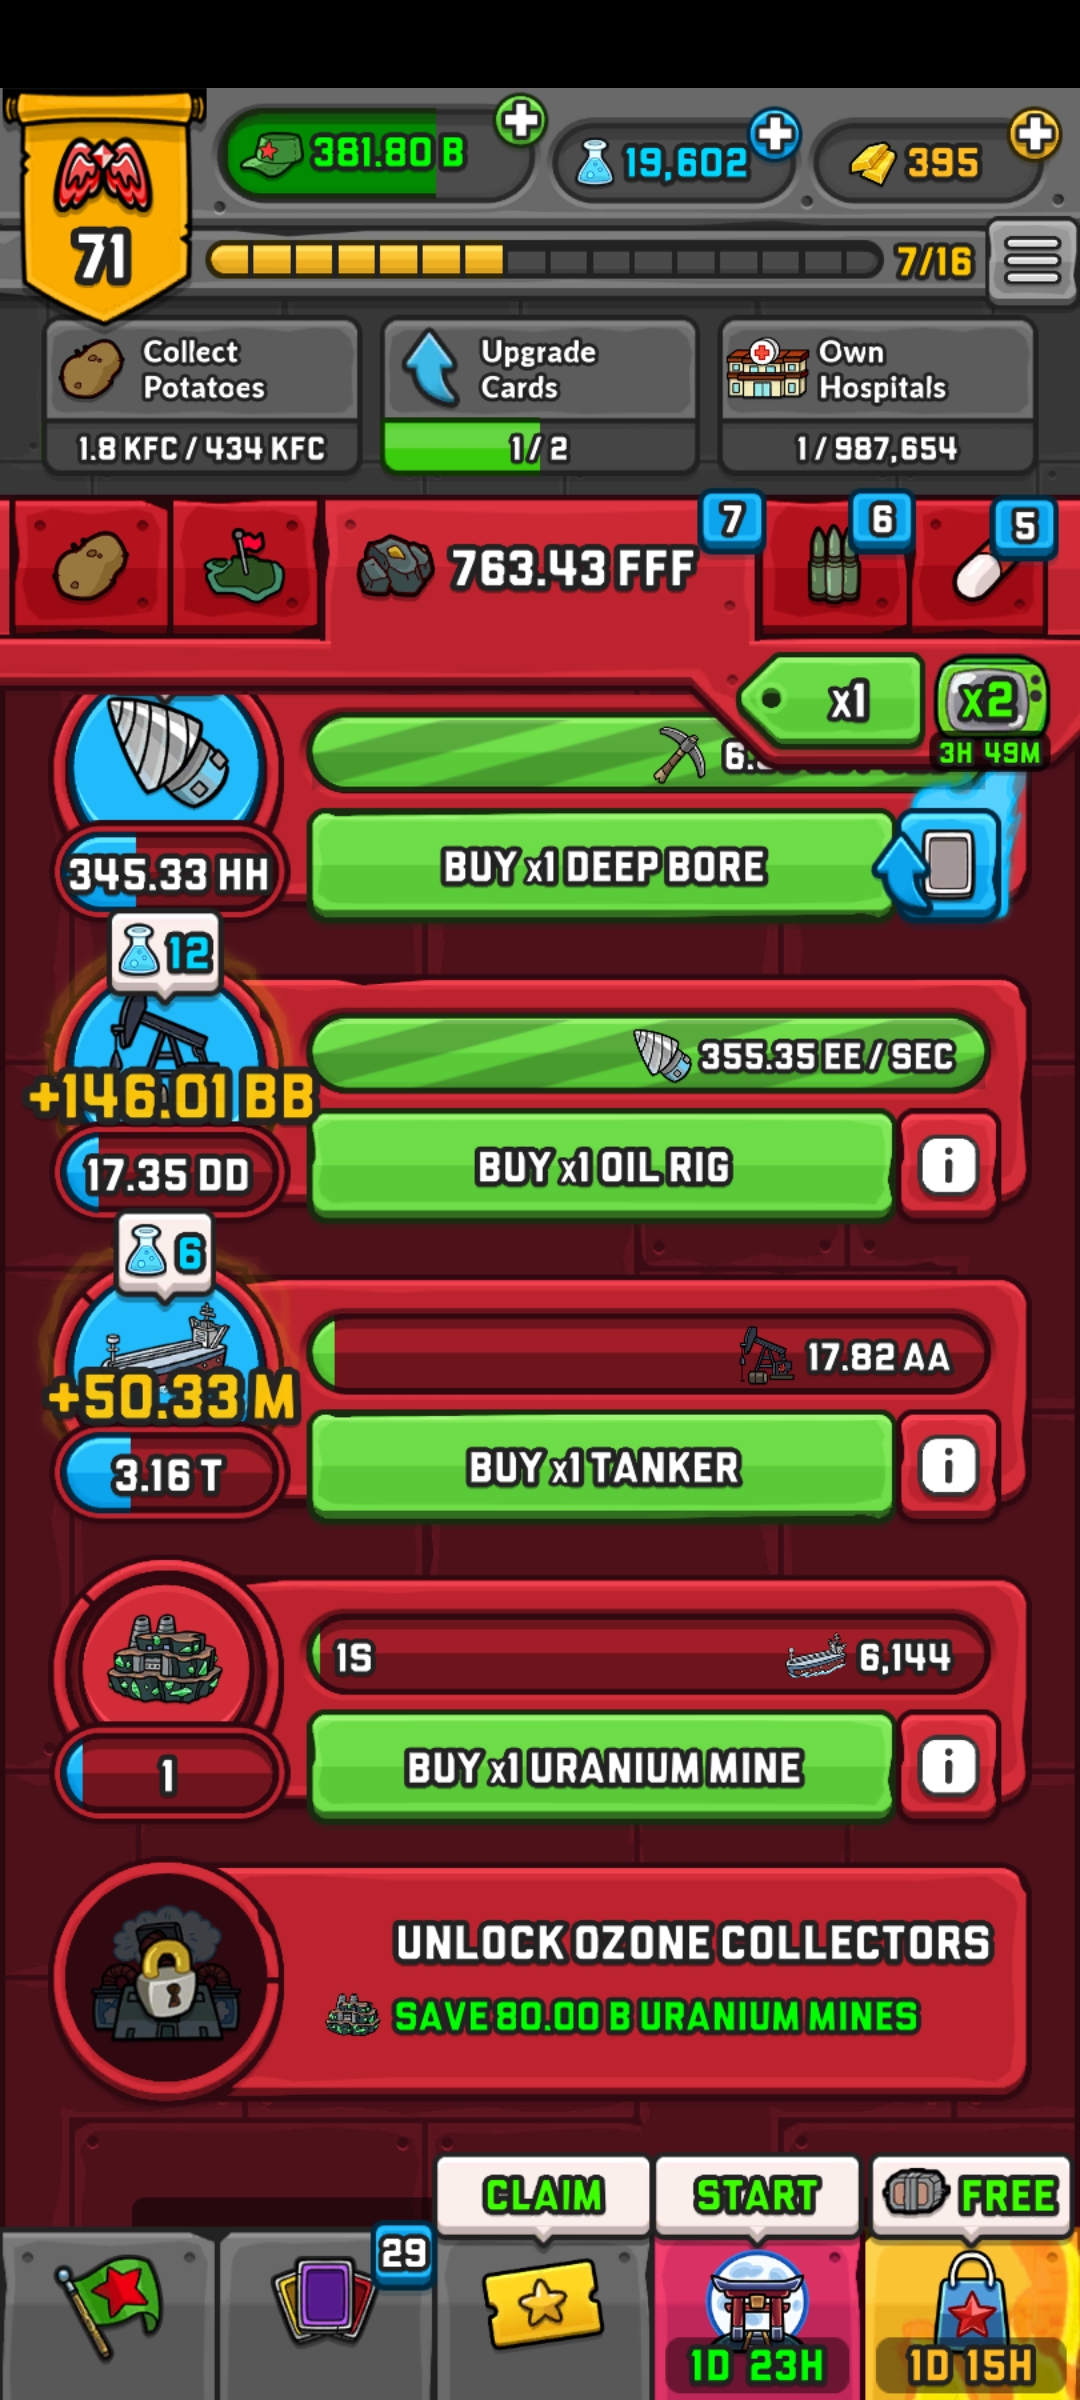 71
381.80 B
19,602
395
7/16
Collect
Potatoes
1.8 KFC / 434 KFC
Upgrade
Cards
1 / 2
Own
Hospitals
1 / 987,654
763.43 FFF
7
6
5
x1
x2
3H 49M
345.33 HH
BUY x1 DEEP BORE
12
+146.01 BB
17.35 DD
355.35 EE / SEC
BUY x1 OIL RIG
i
6
+50.33 M
3.16 T
17.82 AA
BUY x1 TANKER
i
1
1S
6,144
BUY x1 URANIUM MINE
i
UNLOCK OZONE COLLECTORS
SAVE 80.00 B URANIUM MINES
29
CLAIM
START
FREE
1D 23H
1D 15H